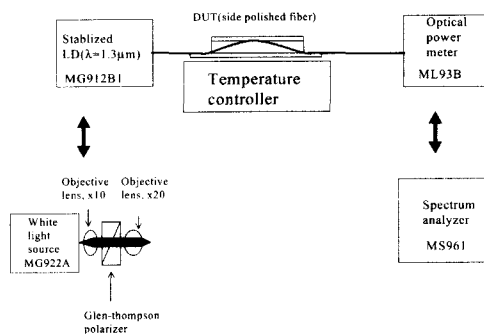 DUT(side polished fiber)
Stablized
LD(λ=1.3μm)
MG912B1
Optical
power
meter
ML93B
Temperature
controller
Objective
lens, x10
Objective
lens, x20
White
light
source
MG922A
Spectrum
analyzer
MS961
Glen-thompson
polarizer